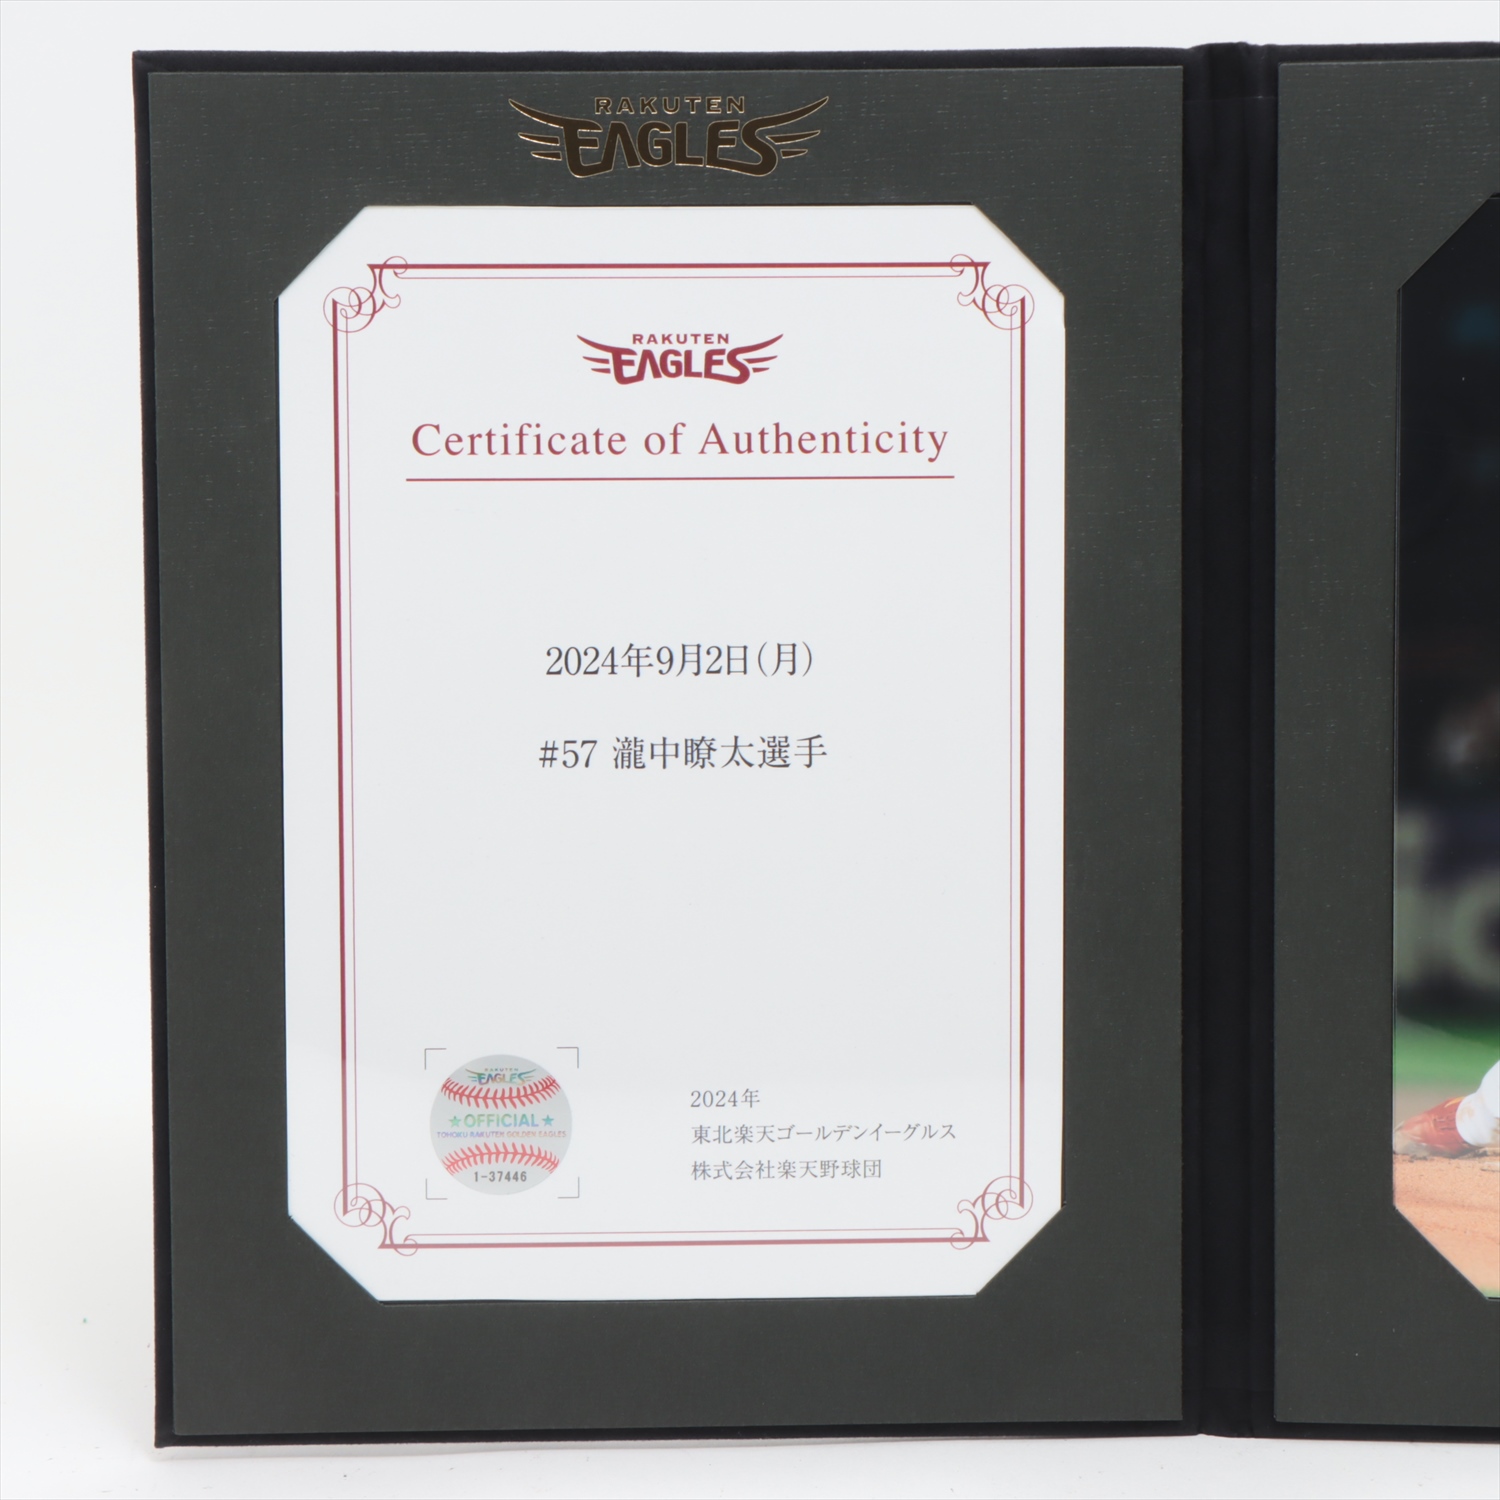 RAKUTEN
EAGLES
RAKUTEN
EAGLES
Certificate of Authenticity
2024年9月2日(月)
#57 瀧中瞭太選手
RAKUTEN
EAGLES
★OFFICIAL★
TOHOKU RAKUTEN GOLDEN EAGLES
1-37446
2024年
東北楽天ゴールデンイーグルス
株式会社楽天野球団